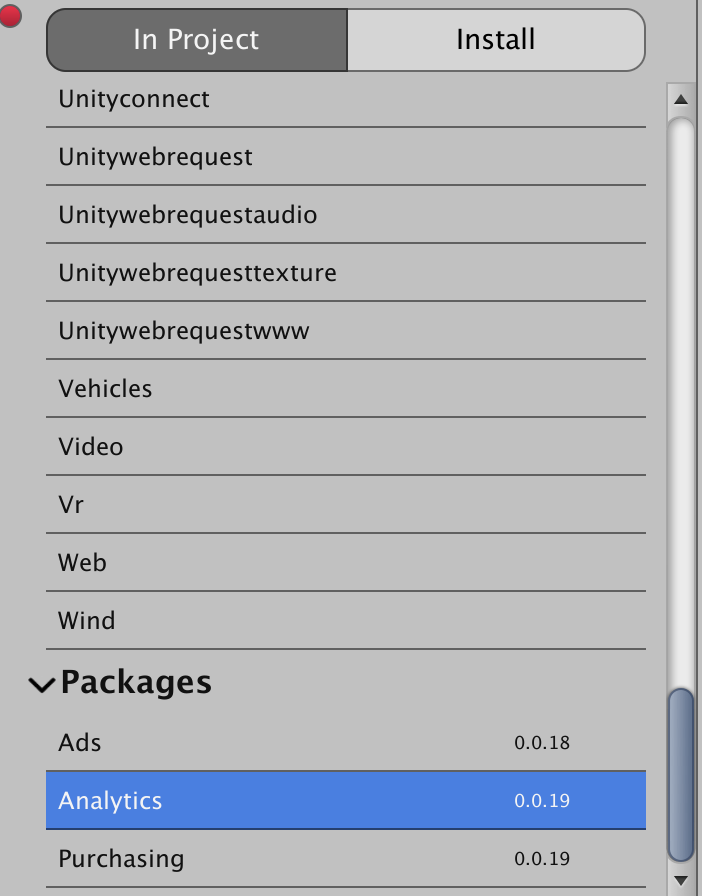 In Project Install
Unityconnect
Unitywebrequest
Unitywebrequestaudio
Unitywebrequesttexture
Unitywebrequestwww
Vehicles
Video
Vr
Web
Wind
Packages
Ads 0.0.18
Analytics 0.0.19
Purchasing 0.0.19